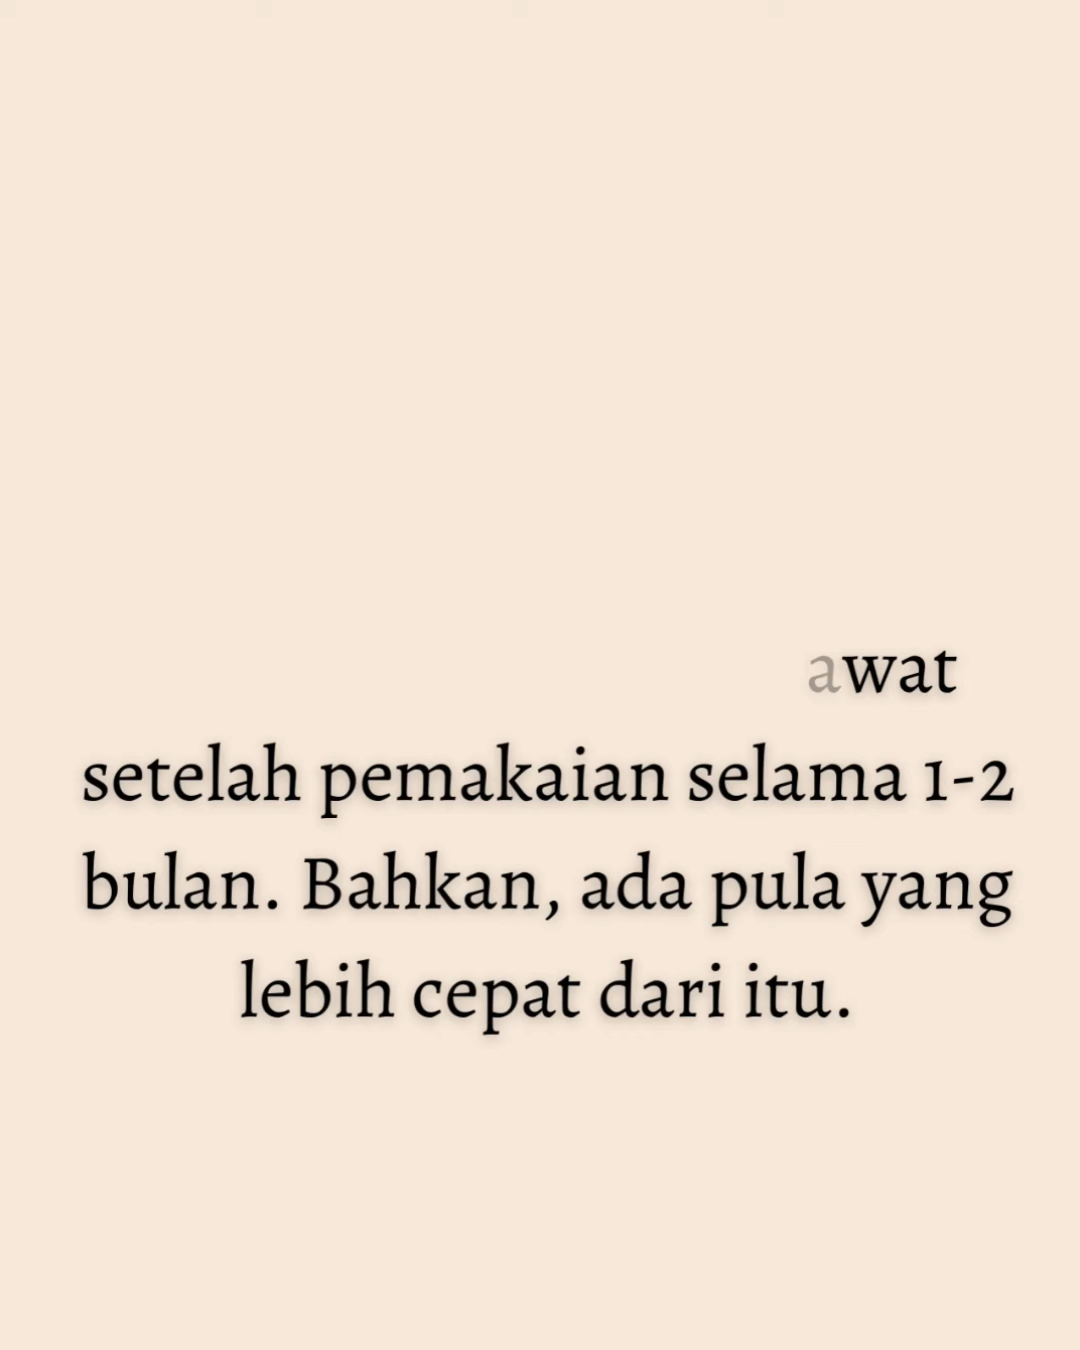 awat
setelah pemakaian selama 1-2
bulan. Bahkan, ada pula yang
lebih cepat dari itu.